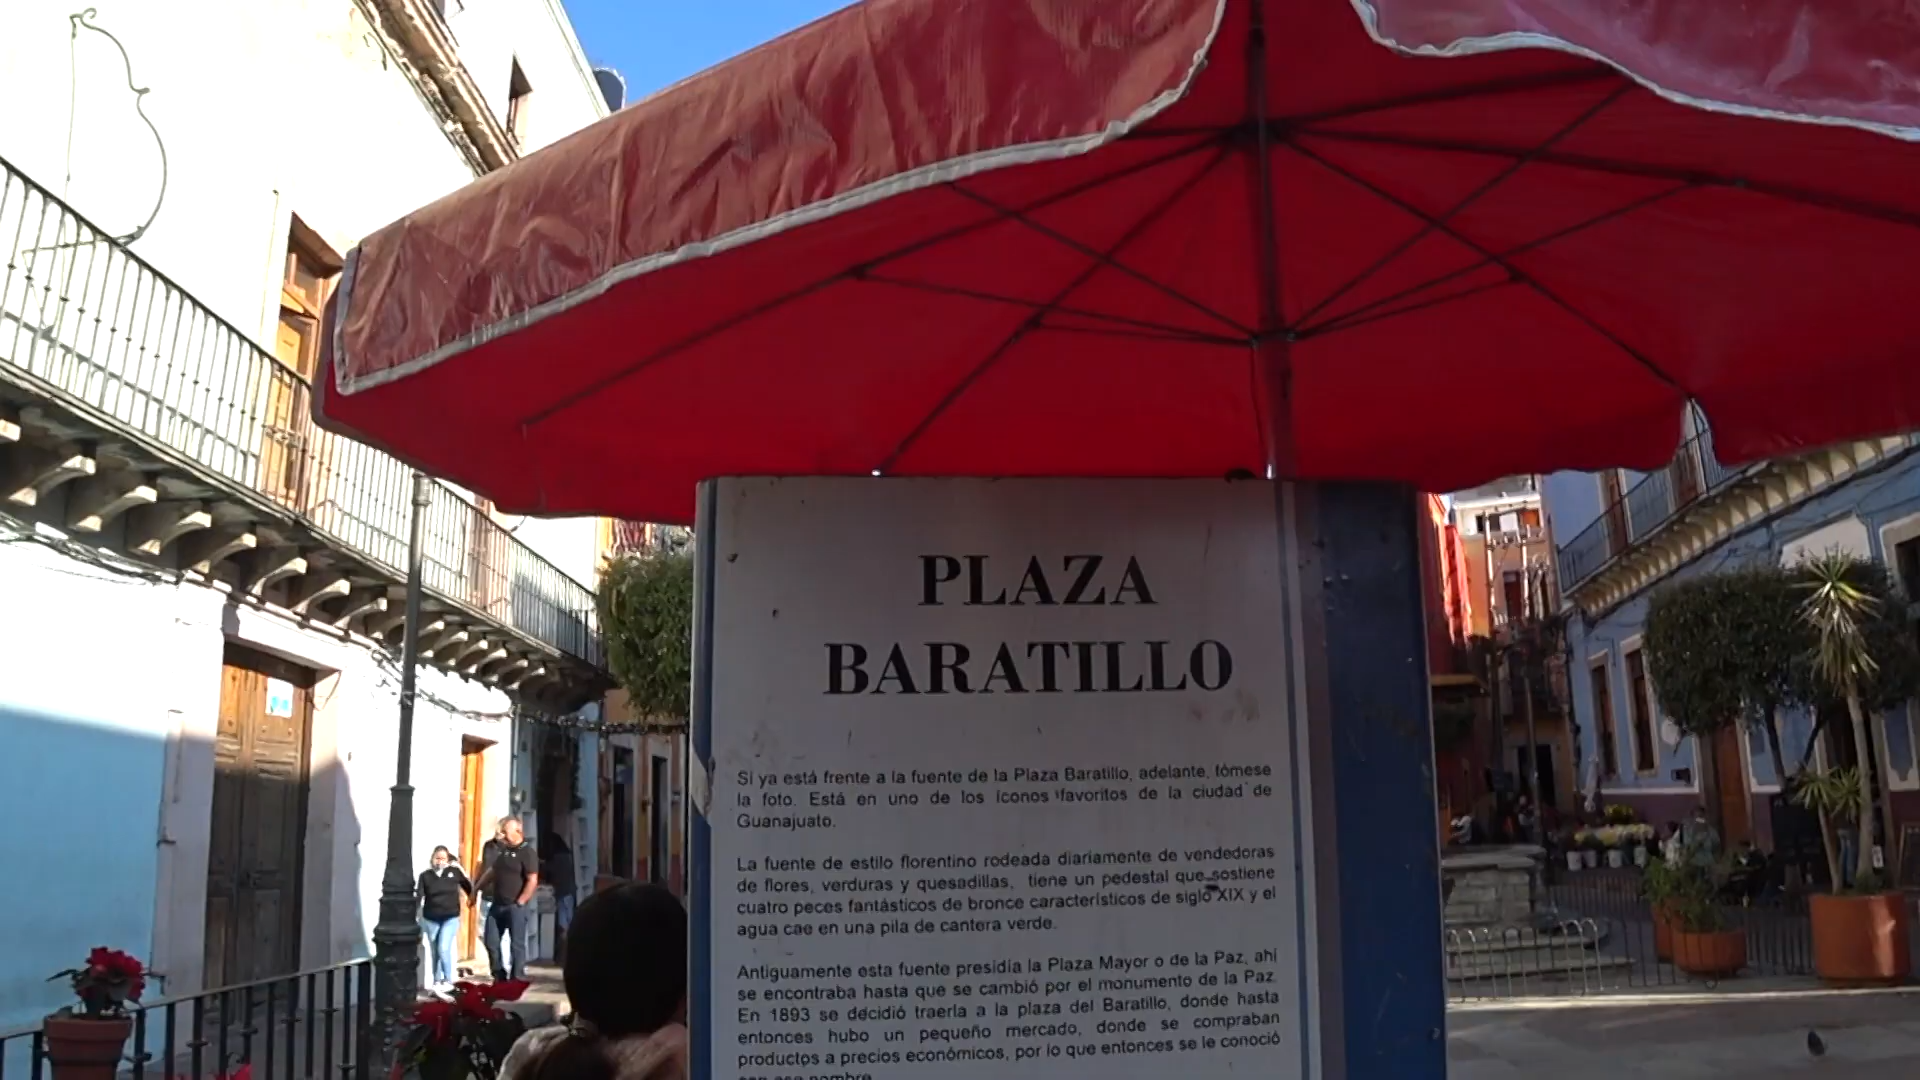 PLAZA
BARATILLO
Si ya está frente a la fuente de la Plaza Baratillo, adelante, tómese
la foto. Está en uno de los íconos favoritos de la ciudad de
Guanajuato.
La fuente de estilo florentino rodeada diariamente de vendedoras
de flores, verduras y quesadillas, tiene un pedestal que sostiene
cuatro peces fantásticos de bronce característicos de siglo XIX y el
agua cae en una pila de cantera verde.
Antiguamente esta fuente presidía la Plaza Mayor o de la Paz, ahí
se encontraba hasta que se cambió por el monumento de la Paz.
En 1893 se décidió traerla a la plaza del Baratillo, donde hasta
entonces hubo un pequeño mercado, donde se compraban
productos a precios económicos, por lo que entonces se le conoció
con ese nombre.